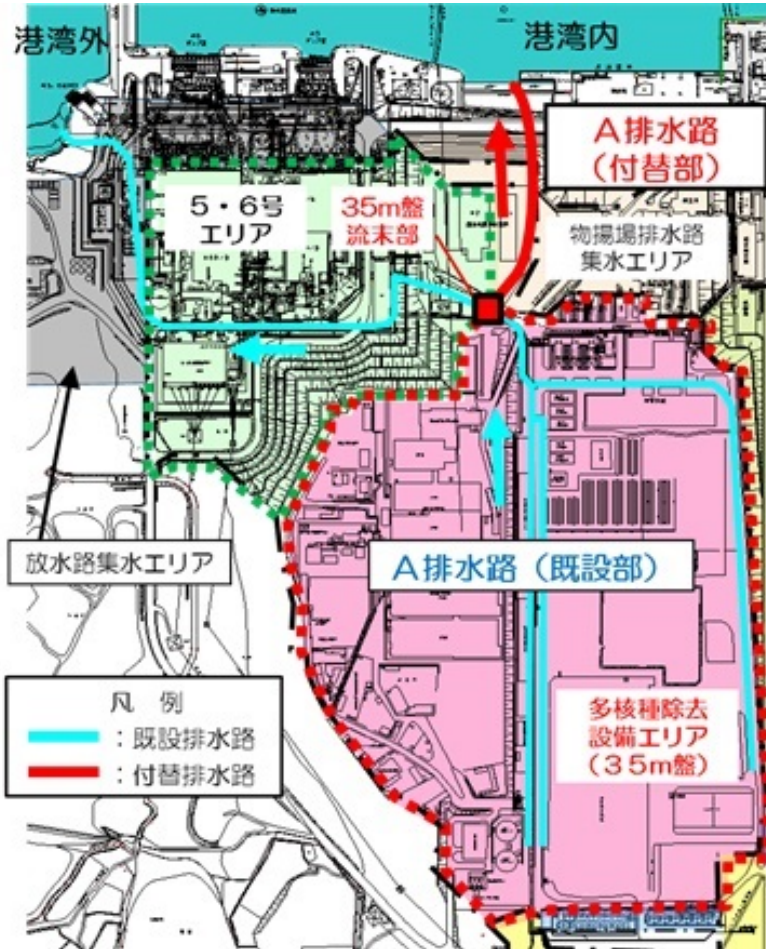 港湾外
港湾内
A排水路
(付替部)
5・6号
エリア
35m盤
流末部
物揚場排水路
集水エリア
放水路集水エリア
A排水路(既設部)
凡 例
:既設排水路
:付替排水路
多核種除去
設備エリア
(35m盤)